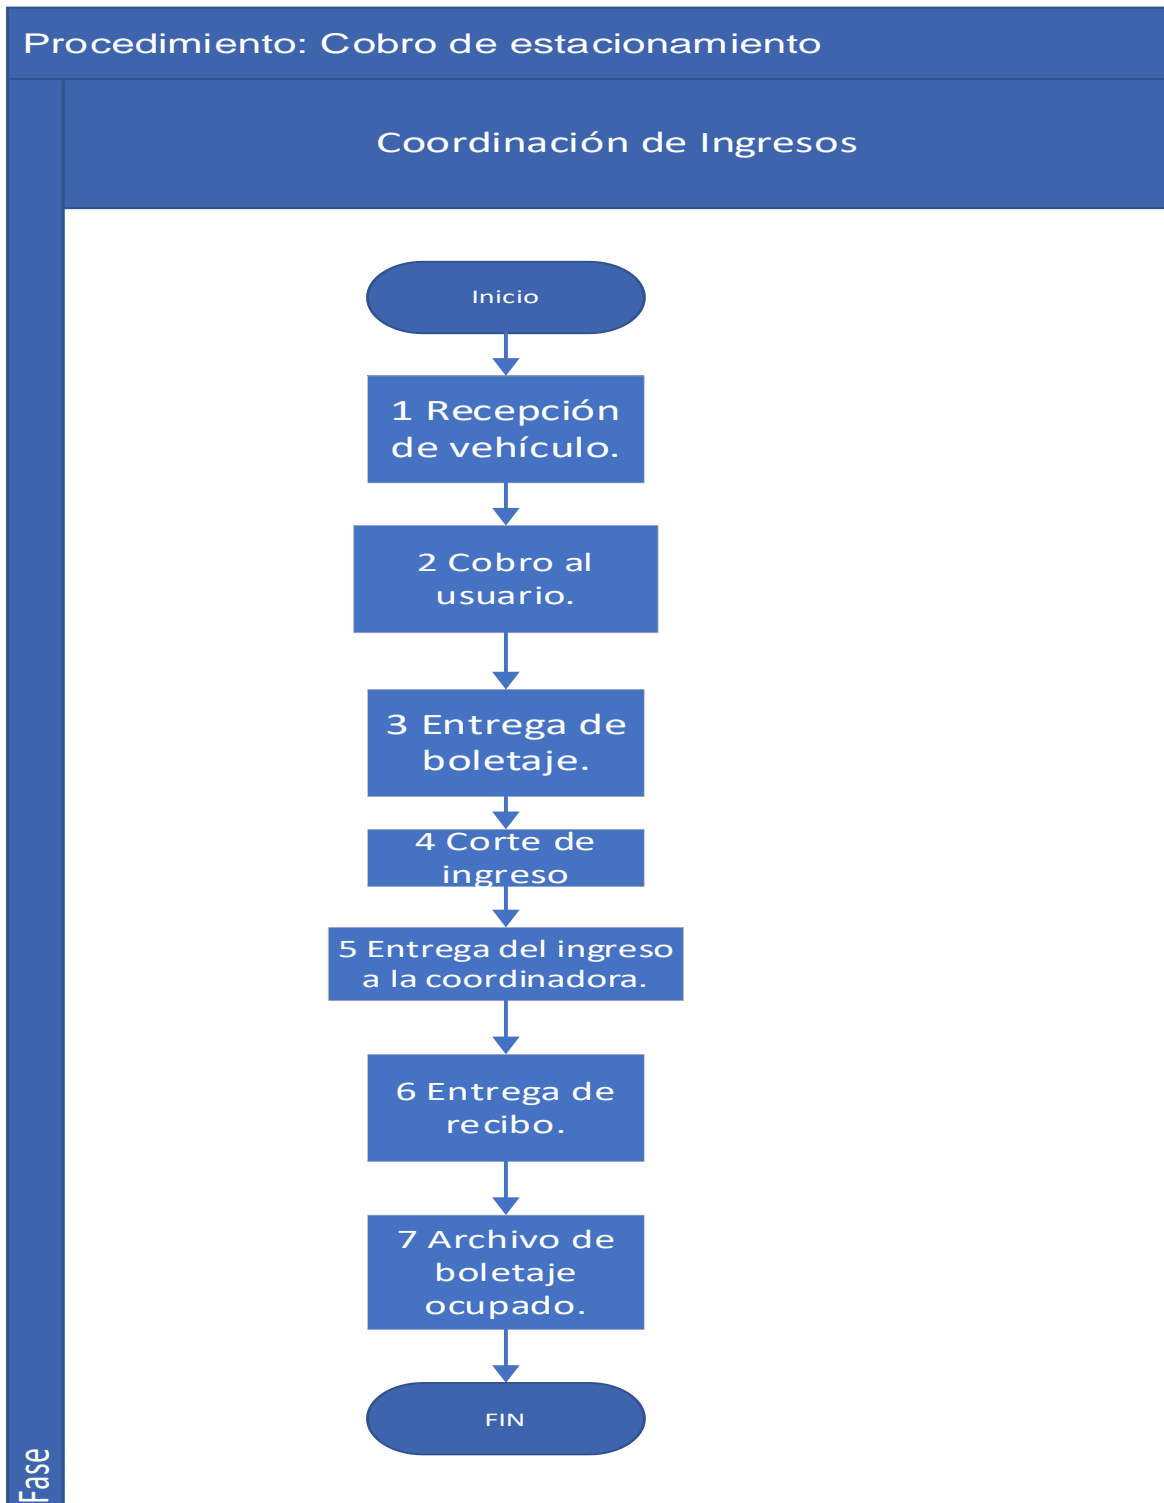 Procedimiento: Cobro de estacionamiento
Coordinación de Ingresos
Inicio
1 Recepción
de vehículo.
2 Cobro al
usuario.
3 Entrega de
boletaje.
4 Corte de
ingreso
5 Entrega del ingreso
a la coordinadora.
6 Entrega de
recibo.
7 Archivo de
boletaje
ocupado.
FIN
Fase